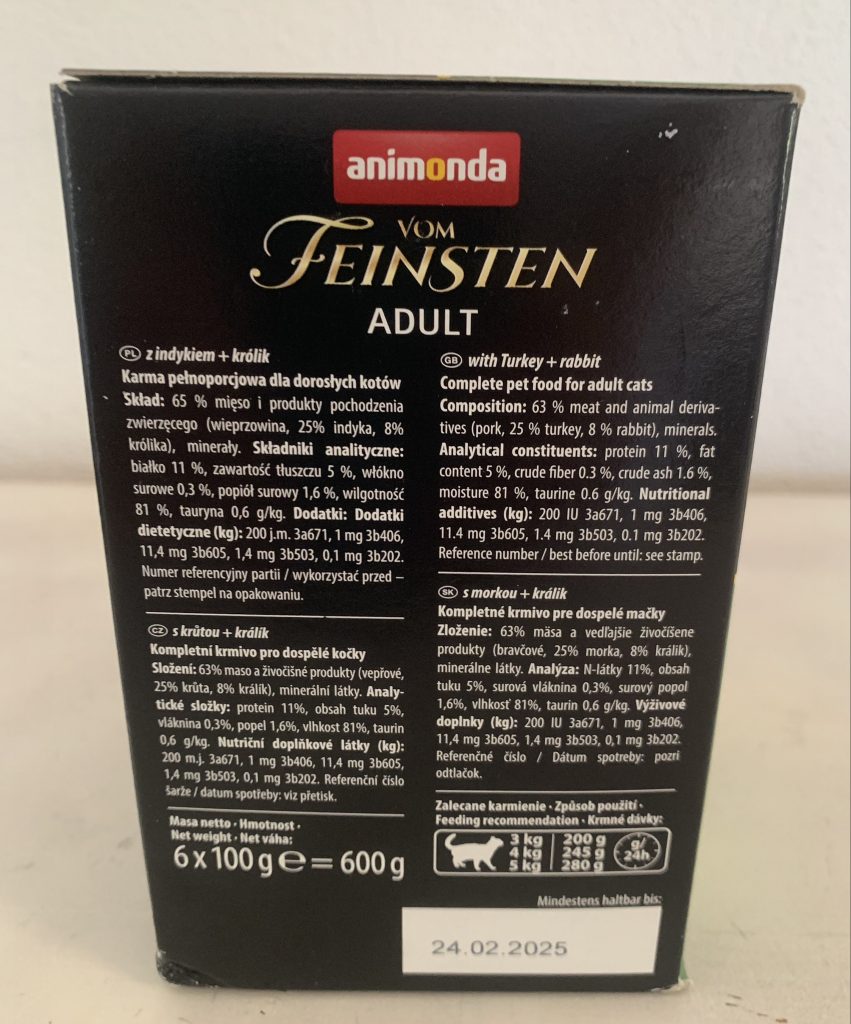 animonda
VOM
FEINSTEN
ADULT
PL z indykiem + królik
Karma pełnoporcjowa dla dorosłych kotów
Skład: 65 % mięso i produkty pochodzenia
zwierzęcego (wieprzowina, 25% indyka, 8%
królika), minerały. Składniki analityczne:
białko 11 %, zawartość tłuszczu 5 %, włókno
surowe 0,3 %, popiół surowy 1,6 %, wilgotność
81 %, tauryna 0,6 g/kg. Dodatki: Dodatki
dietetyczne (kg): 200 j.m. 3a671, 1 mg 3b406,
11,4 mg 3b605, 1,4 mg 3b503, 0,1 mg 3b202.
Numer referencyjny partii / wykorzystać przed –
patrz stempel na opakowaniu.
CZ s krůtou + králík
Kompletní krmivo pro dospělé kočky
Složení: 63% maso a živočišné produkty (vepřové,
25% krůta, 8% králík), minerální látky. Analy-
tické složky: protein 11%, obsah tuku 5%,
vláknina 0,3%, popel 1,6%, vlhkost 81%, taurin
0,6 g/kg. Nutriční doplňkové látky (kg):
200 m.j. 3a671, 1 mg 3b406, 11,4 mg 3b605,
1,4 mg 3b503, 0,1 mg 3b202. Referenční číslo
šarže / datum spotřeby: viz přetisk.
Masa netto · Hmotnost ·
Net weight · Net váha:
6 x 100 g e = 600 g
GB with Turkey + rabbit
Complete pet food for adult cats
Composition: 63 % meat and animal deriva-
tives (pork, 25 % turkey, 8 % rabbit), minerals.
Analytical constituents: protein 11 %, fat
content 5 %, crude fiber 0.3 %, crude ash 1.6 %,
moisture 81 %, taurine 0.6 g/kg. Nutritional
additives (kg): 200 IU 3a671, 1 mg 3b406,
11.4 mg 3b605, 1.4 mg 3b503, 0.1 mg 3b202.
Reference number / best before until: see stamp.
SK s morkou + králik
Kompletné krmivo pre dospelé mačky
Zloženie: 63% mäsa a vedľajšie živočíšene
produkty (bravčové, 25% morka, 8% králik),
minerálne látky. Analýza: N-látky 11%, obsah
tuku 5%, surová vláknina 0,3%, surový popol
1,6%, vlhkosť 81%, taurin 0,6 g/kg. Výživové
doplnky (kg): 200 IU 3a671, 1 mg 3b406,
11,4 mg 3b605, 1,4 mg 3b503, 0,1 mg 3b202.
Referenčné číslo / Dátum spotreby: pozri
odtlačok.
Zalecane karmienie · Způsob použití ·
Feeding recommendation · Krmné dávky:
3 kg 200 g
4 kg 245 g
5 kg 280 g
g/
24h
Mindestens haltbar bis:
24.02.2025